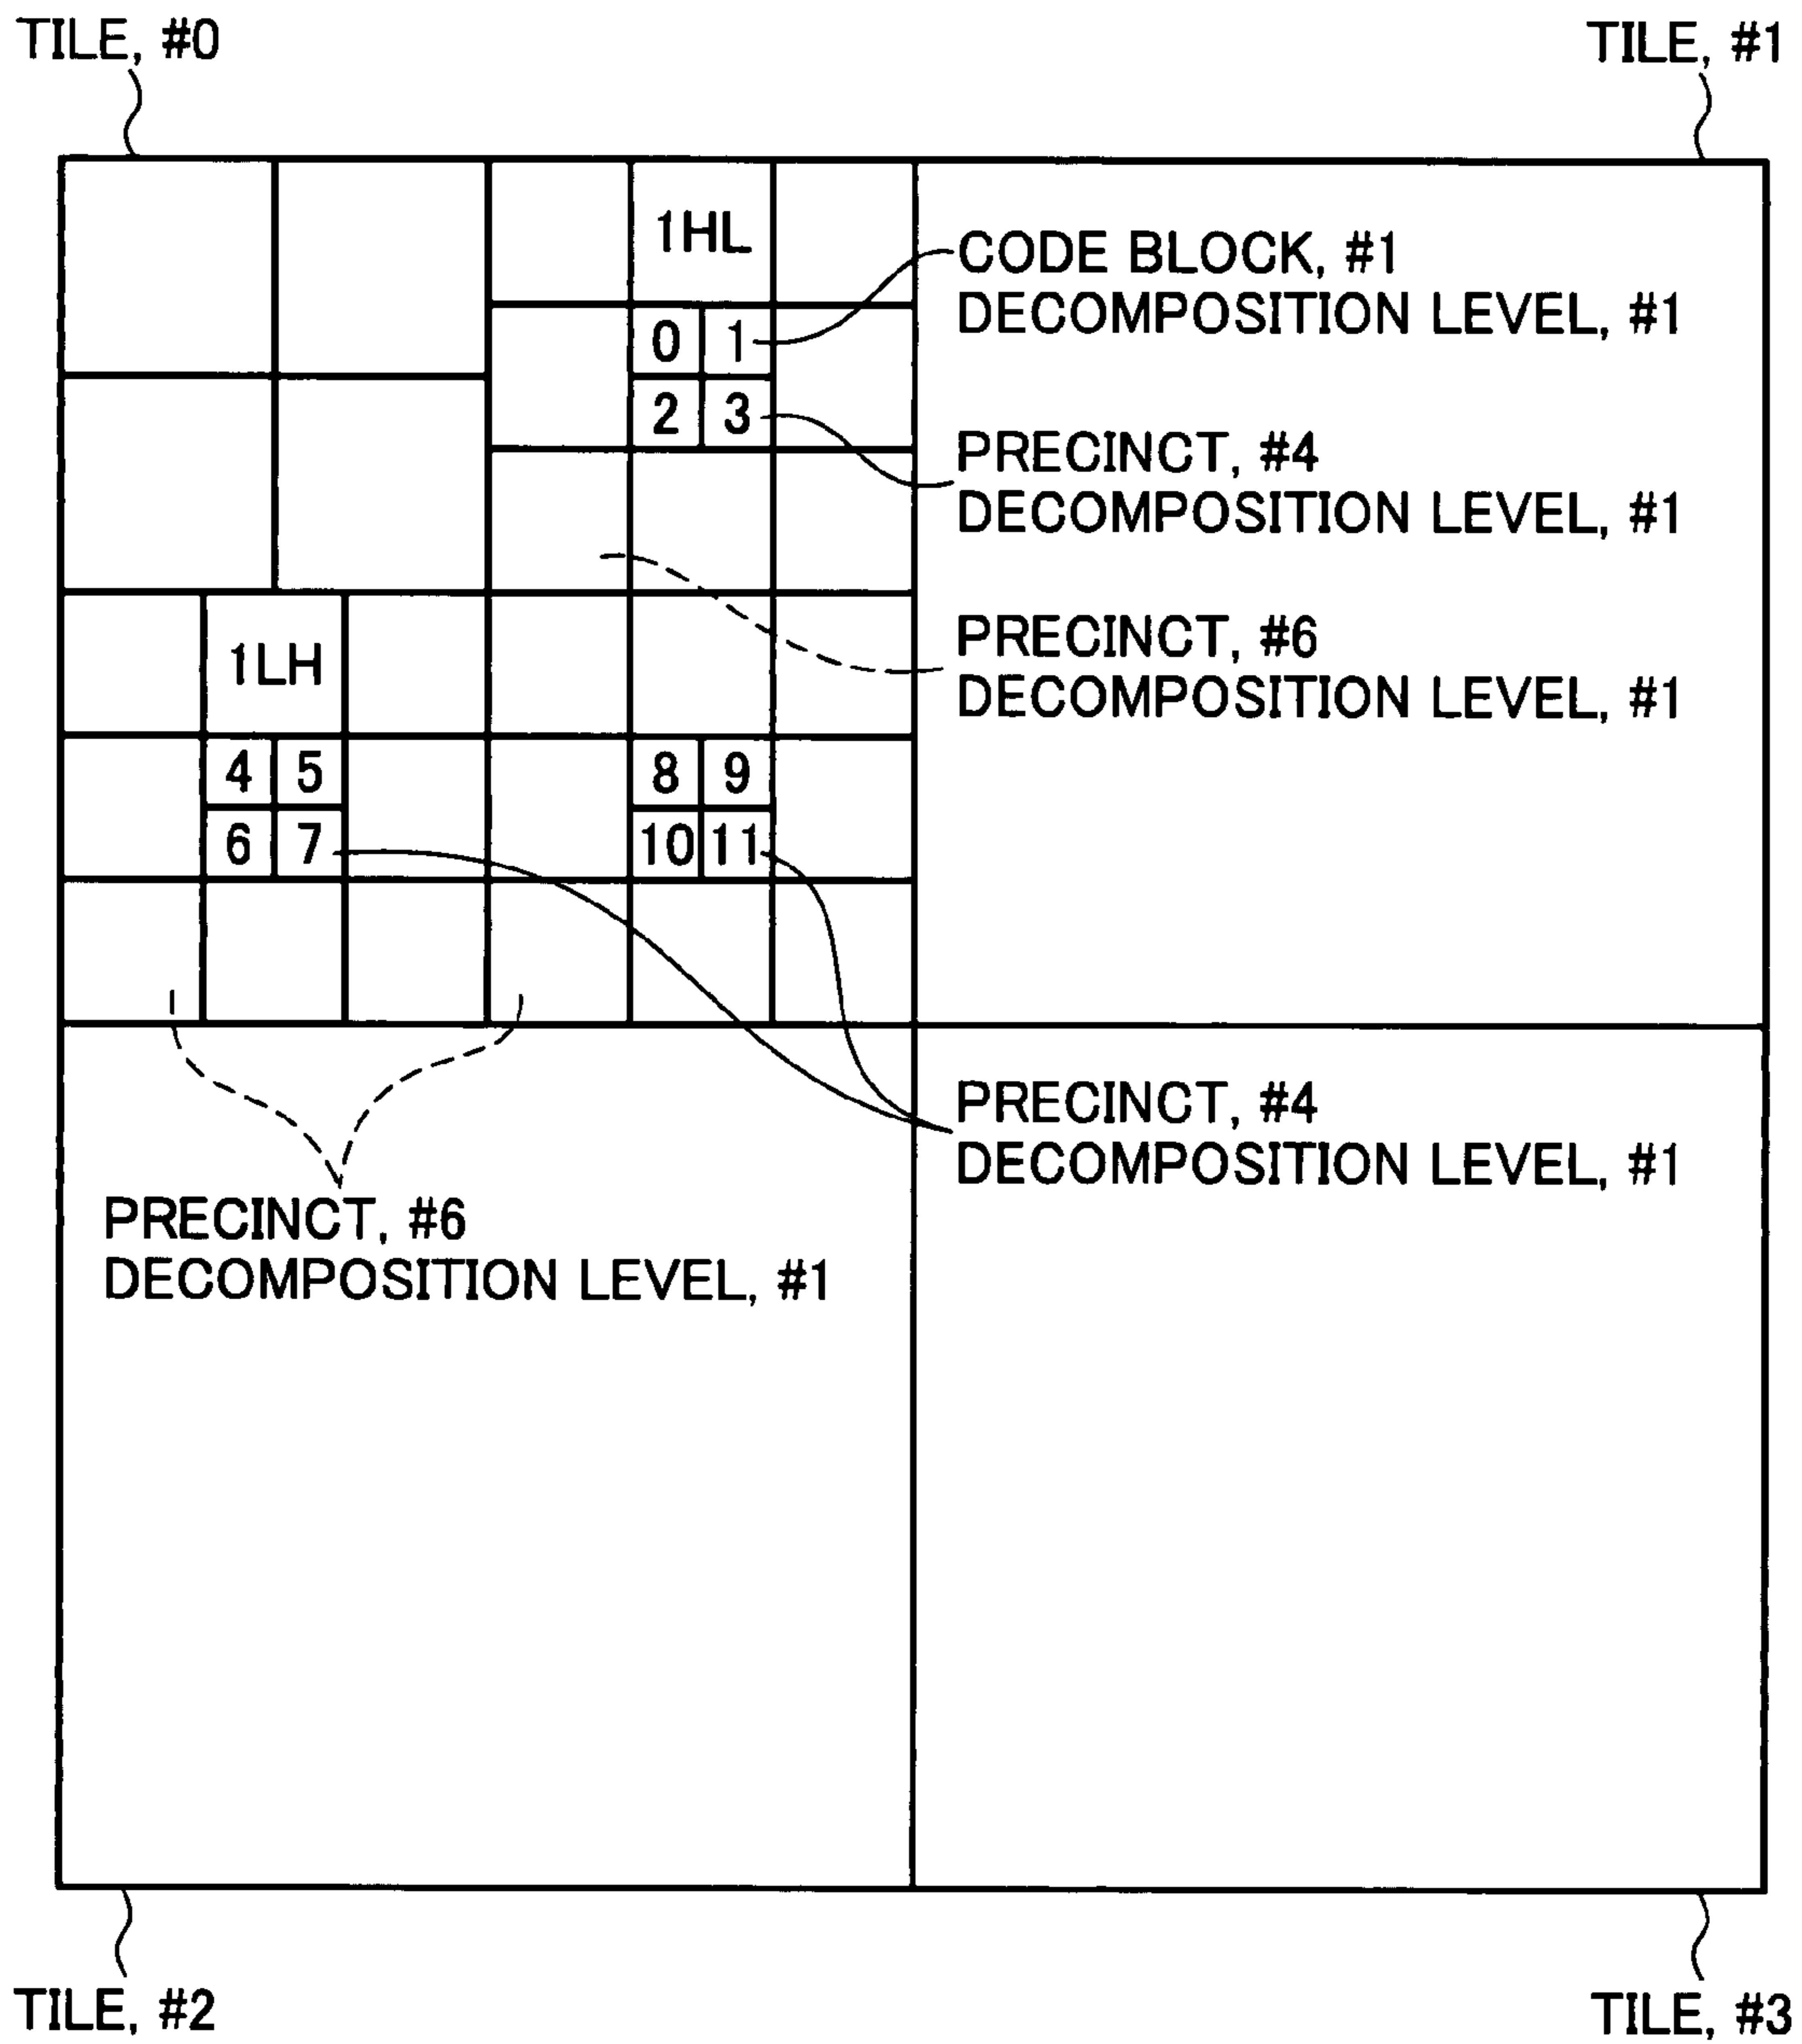 TILE, #0
TILE, #1
1HL
CODE BLOCK, #1
DECOMPOSITION LEVEL, #1
0 1
2 3
PRECINCT, #4
DECOMPOSITION LEVEL, #1
PRECINCT, #6
DECOMPOSITION LEVEL, #1
1LH
4 5
6 7
8 9
10 11
PRECINCT, #4
DECOMPOSITION LEVEL, #1
PRECINCT, #6
DECOMPOSITION LEVEL, #1
TILE, #2
TILE, #3